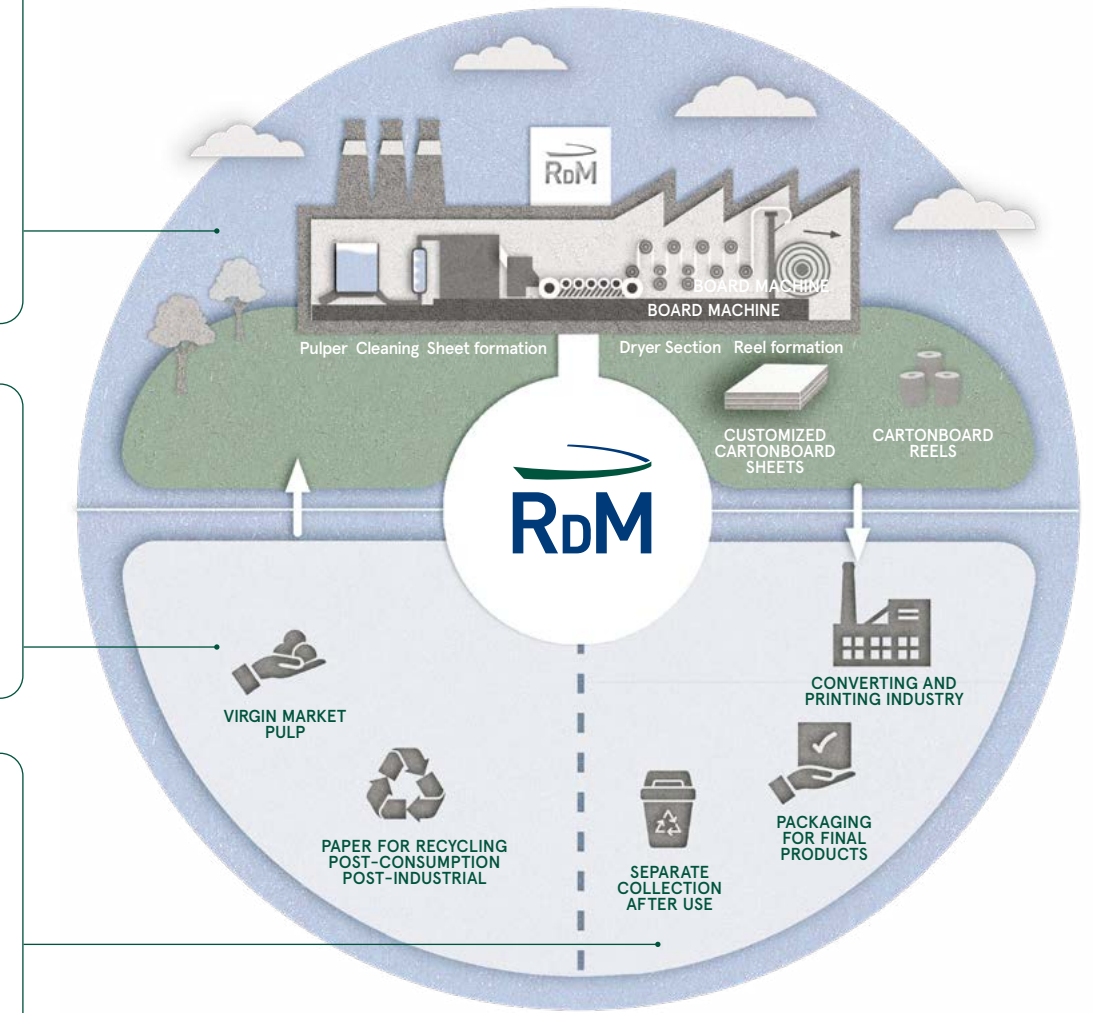 RDM
BOARD MACHINE
BOARD MACHINE
Pulper Cleaning Sheet formation
Dryer Section Reel formation
CUSTOMIZED
CARTONBOARD
SHEETS
CARTONBOARD
REELS
RDM
CONVERTING AND
PRINTING INDUSTRY
VIRGIN MARKET
PULP
PAPER FOR RECYCLING
POST-CONSUMPTION
POST-INDUSTRIAL
PACKAGING
FOR FINAL
PRODUCTS
SEPARATE
COLLECTION
AFTER USE